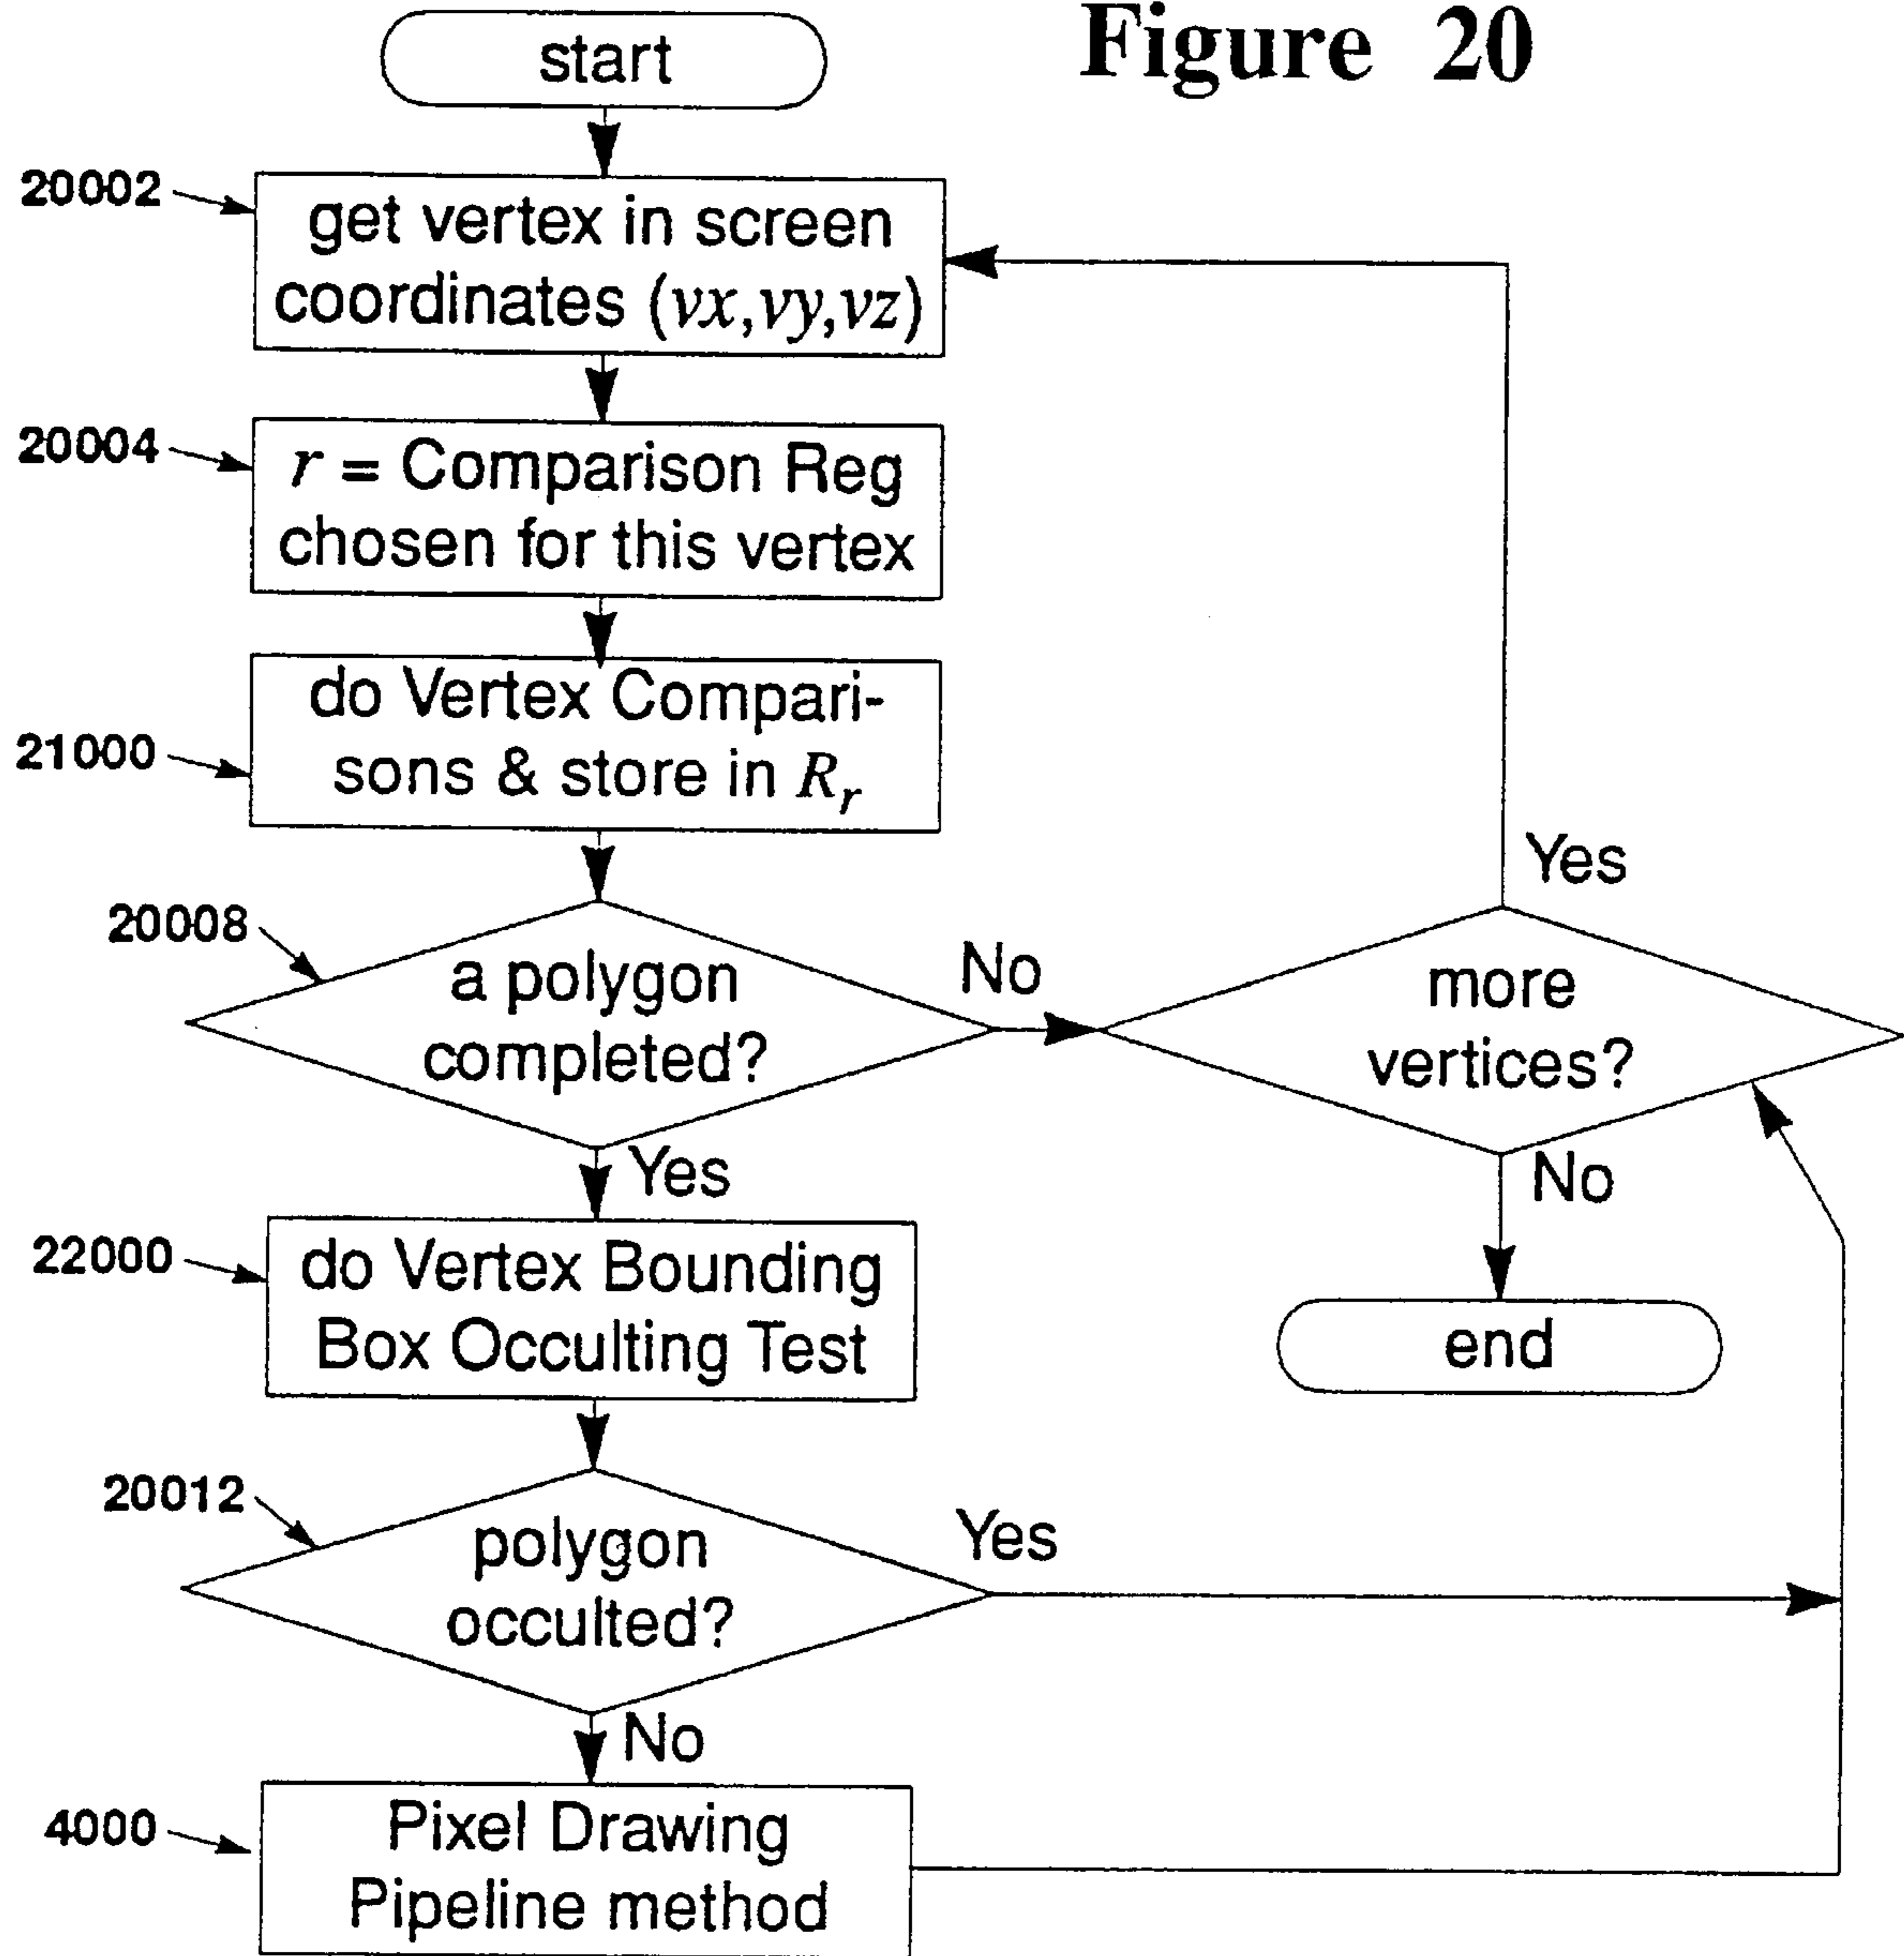 Figure 20
start
20002
get vertex in screen
coordinates (vx,vy,vz)
20004
r = Comparison Reg
chosen for this vertex
21000
do Vertex Compari-
sons & store in Rr
20008
a polygon
completed?
No
more
vertices?
Yes
No
end
Yes
22000
do Vertex Bounding
Box Occulting Test
20012
polygon
occulted?
Yes
No
4000
Pixel Drawing
Pipeline method